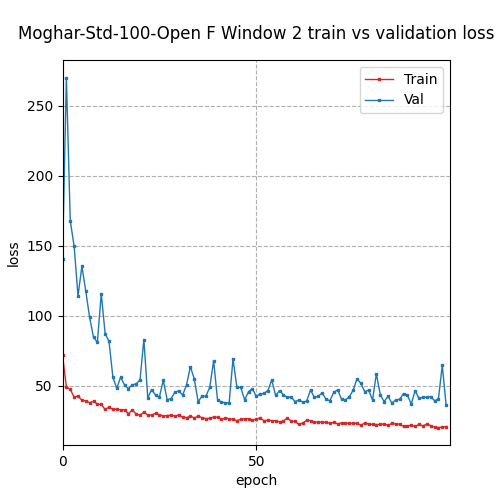 Moghar-Std-100-Open F Window 2 train vs validation loss
Train
Val
250
200
150
100
50
loss
0
50
epoch